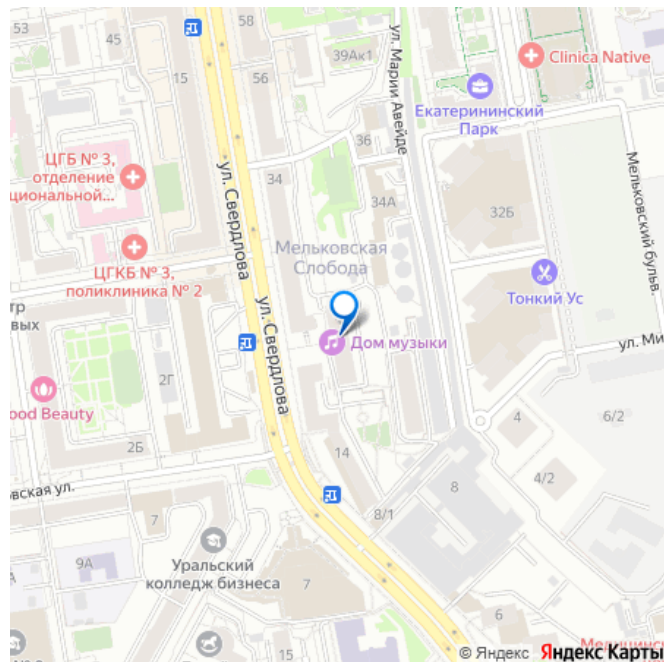 53
45
58
39Ак1
ул. Марии Авейде
Clinica Native
15
56
Екатерининский
Парк
36
ЦГБ № 3,
отделение
циональной...
34
34А
32Б
Мельковский бульв.
ул. Свердлова
Мельковская
Слобода
ЦГКБ № 3,
поликлиника № 2
Тонкий Ус
тр
вых
ул. Свердлова
Дом музыки
ул. Ми
2Г
ood Beauty
6/2
4
2Б
14
4/2
8
овская ул.
8/1
7
9А
Уральский
колледж бизнеса
7
6
Медицинс
© Яндекс Яндекс Карты